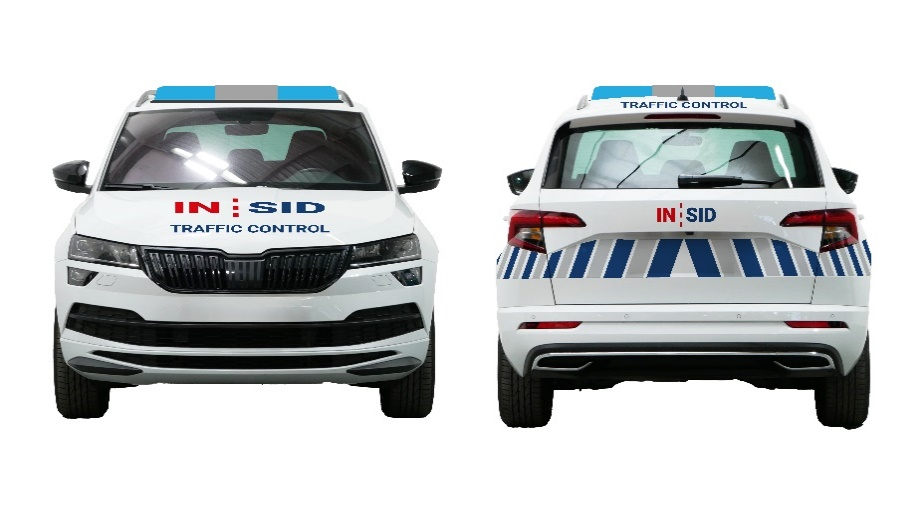 IN SID
TRAFFIC CONTROL
TRAFFIC CONTROL
IN SID